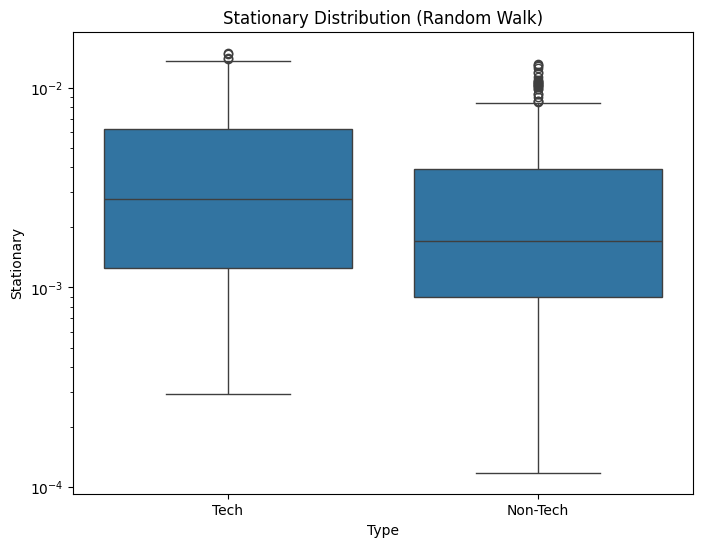 Stationary Distribution (Random Walk)
Stationary
10⁻²
10⁻³
10⁻⁴
Tech
Non-Tech
Type